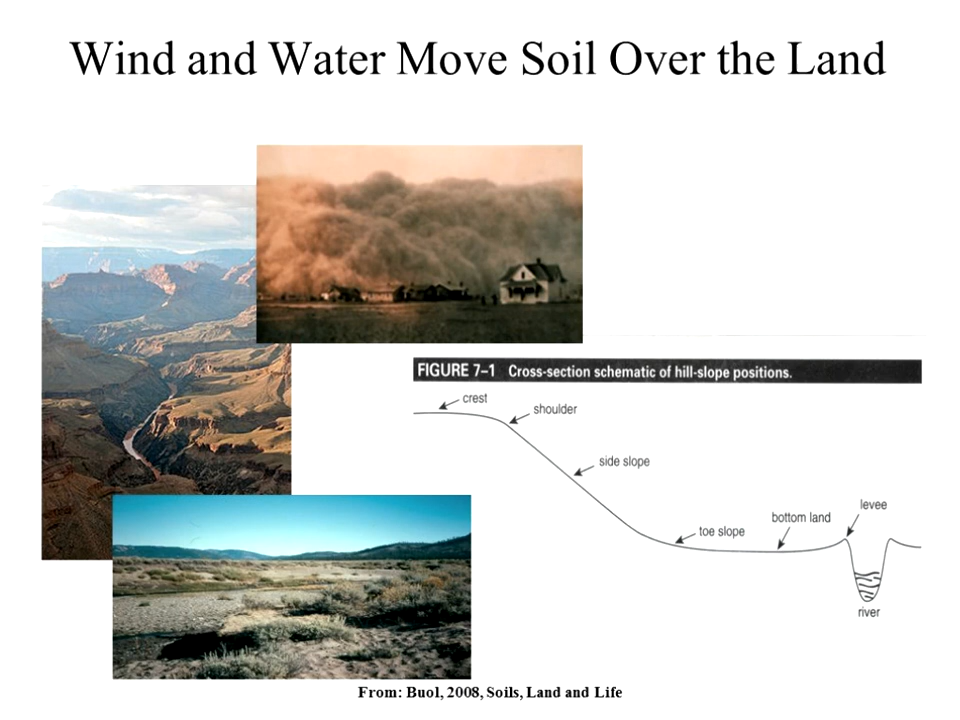 Wind and Water Move Soil Over the Land
FIGURE 7–1 Cross-section schematic of hill-slope positions.
crest
shoulder
side slope
toe slope
bottom land
levee
river
From: Buol, 2008, Soils, Land and Life